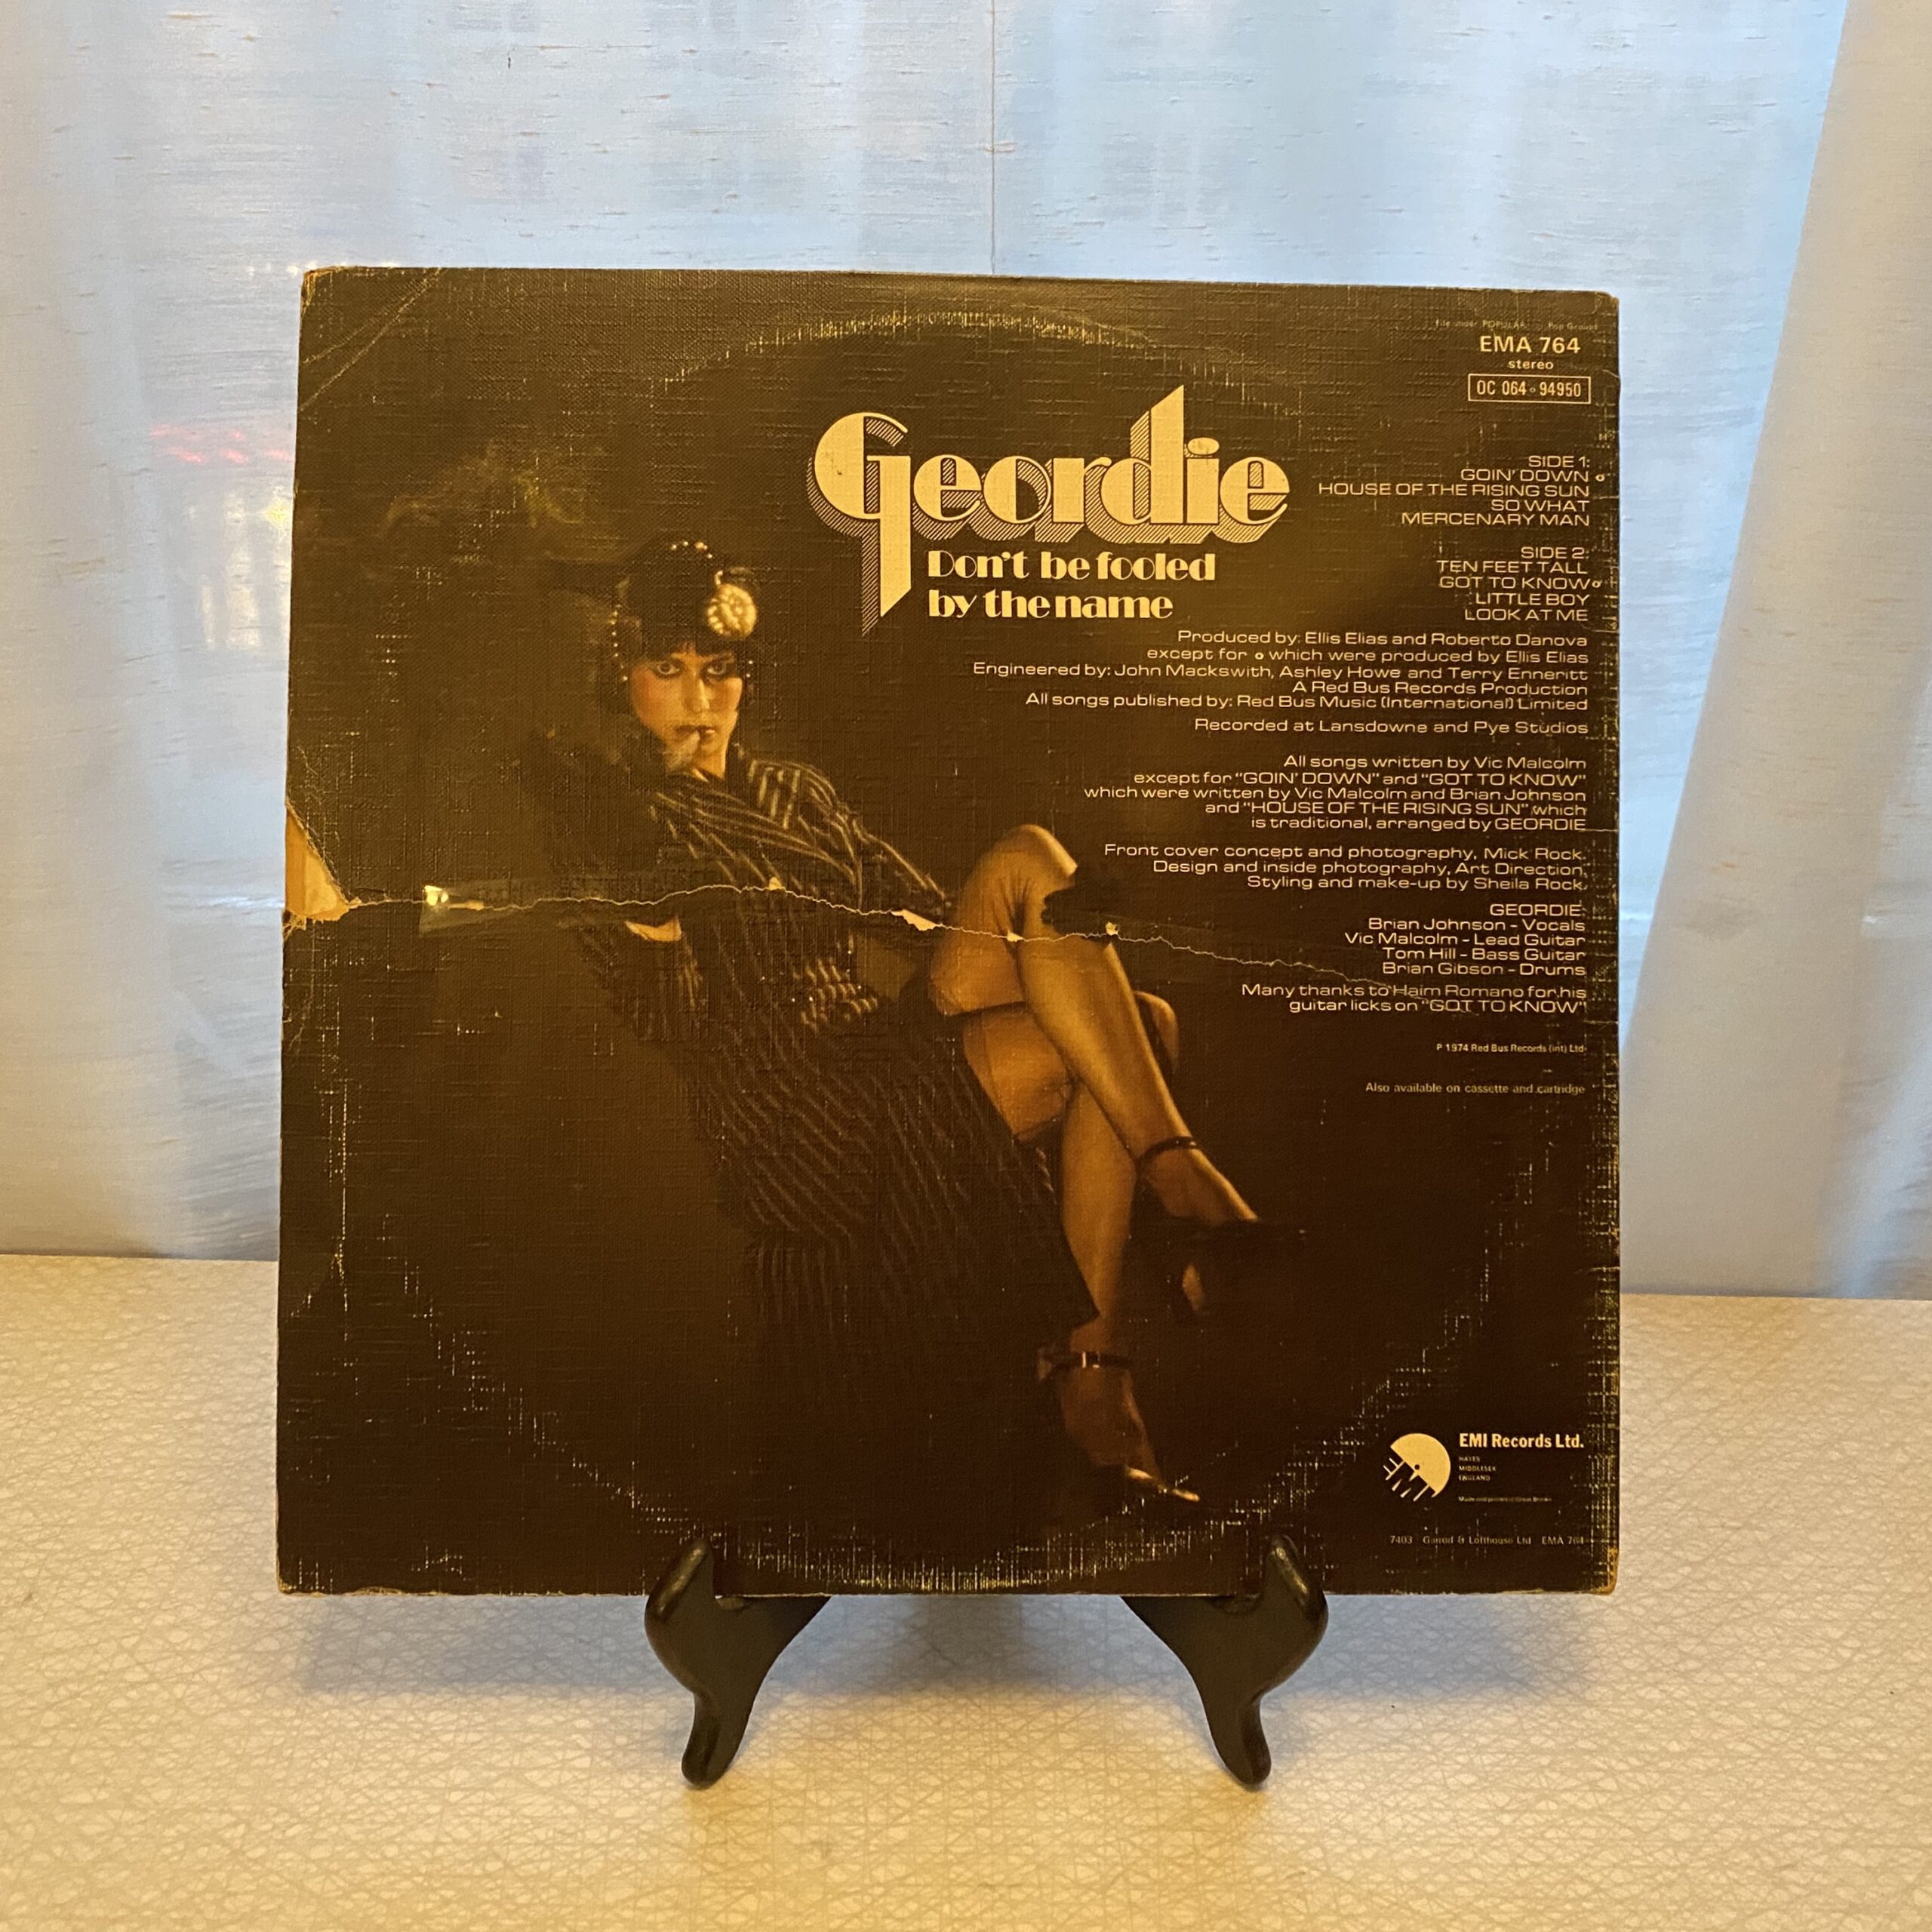 File under POPULAR Pop Groups
EMA 764
stereo
OC 064 ∘ 94950
Geordie
Don't be fooled
by the name
SIDE 1:
GOIN' DOWN ∘
HOUSE OF THE RISING SUN
SO WHAT
MERCENARY MAN
SIDE 2:
TEN FEET TALL
GOT TO KNOW ∘
LITTLE BOY
LOOK AT ME
Produced by: Ellis Elias and Roberto Danova
except for ∘ which were produced by Ellis Elias
Engineered by: John Mackswith, Ashley Howe and Terry Enneritt
A Red Bus Records Production
All songs published by: Red Bus Music (International) Limited
Recorded at Lansdowne and Pye Studios
All songs written by Vic Malcolm
except for "GOIN' DOWN" and "GOT TO KNOW"
which were written by Vic Malcolm and Brian Johnson
and "HOUSE OF THE RISING SUN" which
is traditional, arranged by GEORDIE
Front cover concept and photography, Mick Rock.
Design and inside photography, Art Direction,
Styling and make-up by Sheila Rock.
GEORDIE:
Brian Johnson - Vocals
Vic Malcolm - Lead Guitar
Tom Hill - Bass Guitar
Brian Gibson - Drums
Many thanks to Haim Romano for his
guitar licks on "GOT TO KNOW"
P 1974 Red Bus Records (int) Ltd
Also available on cassette and cartridge
EMI
EMI Records Ltd.
HAYES
MIDDLESEX
ENGLAND
Made and printed in Great Britain
7403 Garrod & Lofthouse Ltd EMA 764